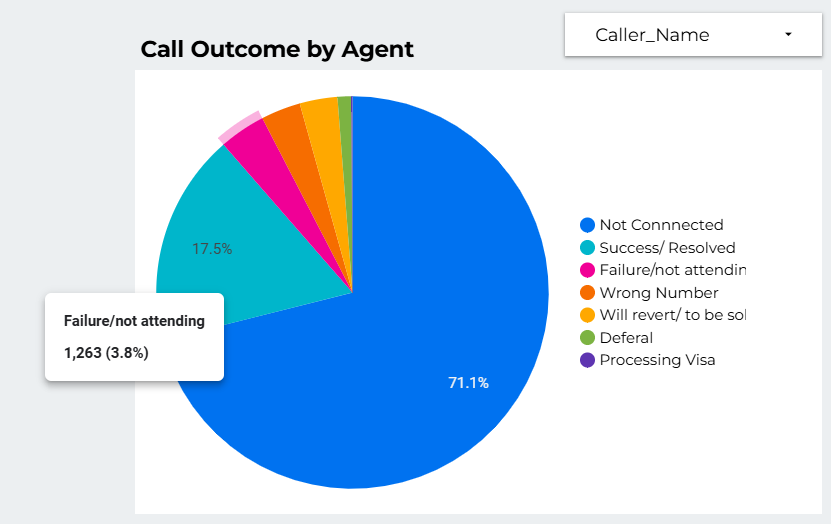 Caller_Name
Call Outcome by Agent
17.5%
71.1%
Failure/not attending
1,263 (3.8%)
Not Connnected
Success/ Resolved
Failure/not attendin
Wrong Number
Will revert/ to be sol
Deferal
Processing Visa